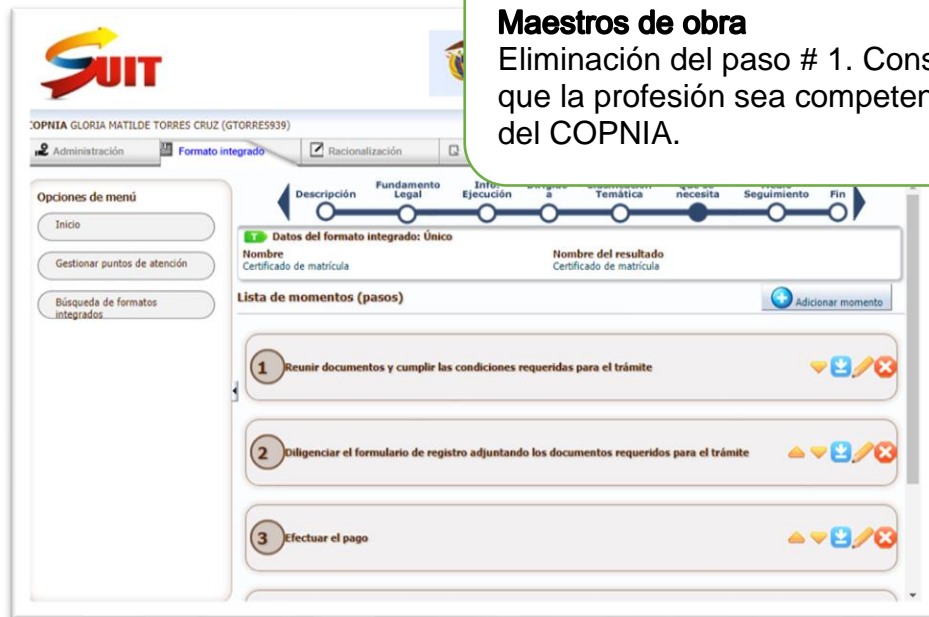 Maestros de obra
Eliminación del paso # 1. Cons
que la profesión sea competen
del COPNIA.
SUIT
COPNIA GLORIA MATILDE TORRES CRUZ (GTORRES939)
Administración
Formato integrado
Racionalización
Opciones de menú
Inicio
Gestionar puntos de atención
Búsqueda de formatos
integrados
Descripción
Fundamento
Legal
Info.
Ejecución
a
Temática
necesita
Seguimiento
Fin
T Datos del formato integrado: Único
Nombre
Certificado de matrícula
Nombre del resultado
Certificado de matrícula
Lista de momentos (pasos)
Adicionar momento
1 Reunir documentos y cumplir las condiciones requeridas para el trámite
2 Diligenciar el formulario de registro adjuntando los documentos requeridos para el trámite
3 Efectuar el pago